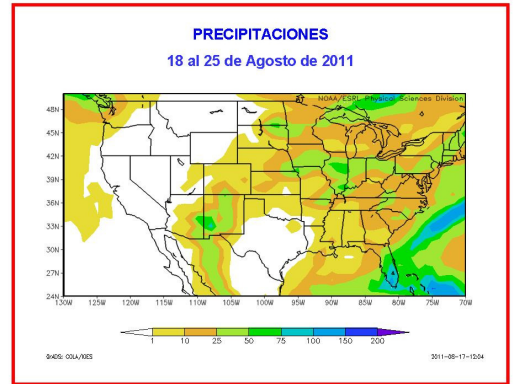 PRECIPITACIONES
18 al 25 de Agosto de 2011
NOAA/ESRL Physical Sciences Division
48N
45N
42N
39N
36N
33N
30N
27N
24N
130W 125W 120W 115W 110W 105W 100W 95W 90W 85W 80W 75W 70W
1 10 25 50 75 100 150 200
GrADS: COLA/IGES 2011-08-17-12:04